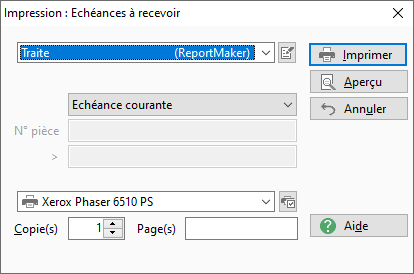 Impression : Echéances à recevoir
Traite (ReportMaker)
Imprimer
Aperçu
Echéance courante
Annuler
N° pièce
>
Xerox Phaser 6510 PS
Copie(s) 1 Page(s)
Aide